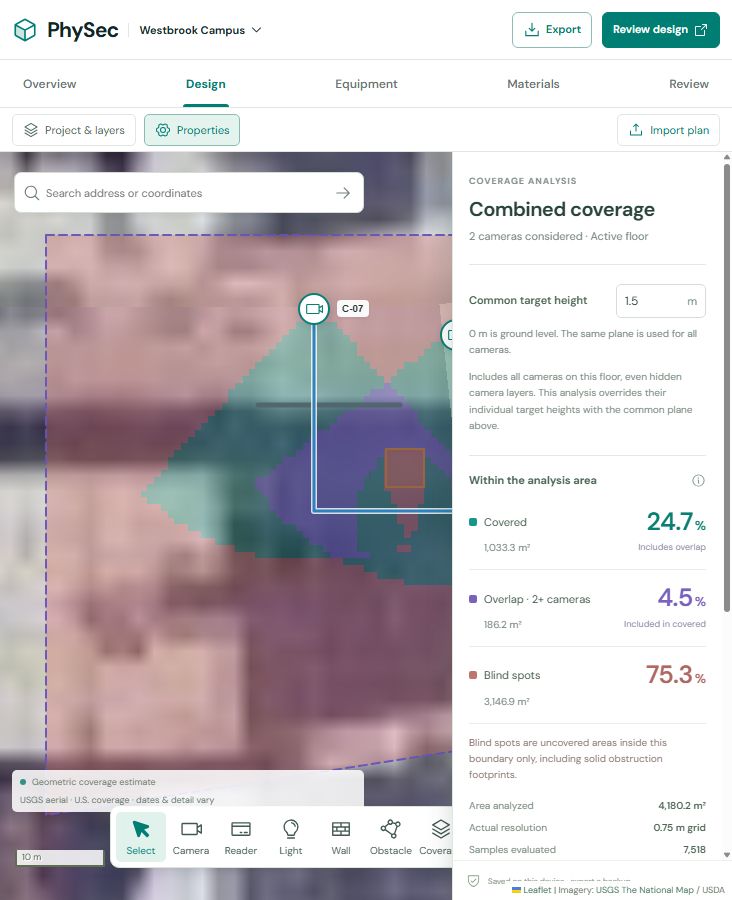 PhySec
Westbrook Campus
Export
Review design
Overview
Design
Equipment
Materials
Review
Project & layers
Properties
Import plan
Search address or coordinates
C-07
COVERAGE ANALYSIS
Combined coverage
2 cameras considered · Active floor
Common target height
1.5 m
0 m is ground level. The same plane is used for all
cameras.
Includes all cameras on this floor, even hidden
camera layers. This analysis overrides their
individual target heights with the common plane
above.
Within the analysis area
Covered
24.7%
1,033.3 m²
Includes overlap
Overlap · 2+ cameras
4.5%
186.2 m²
Included in covered
Blind spots
75.3%
3,146.9 m²
Blind spots are uncovered areas inside this
boundary only, including solid obstruction
footprints.
Area analyzed
4,180.2 m²
Actual resolution
0.75 m grid
Samples evaluated
7,518
Geometric coverage estimate
USGS aerial · U.S. coverage · dates & detail vary
Select
Camera
Reader
Light
Wall
Obstacle
Covera
10 m
Leaflet | Imagery: USGS The National Map / USDA